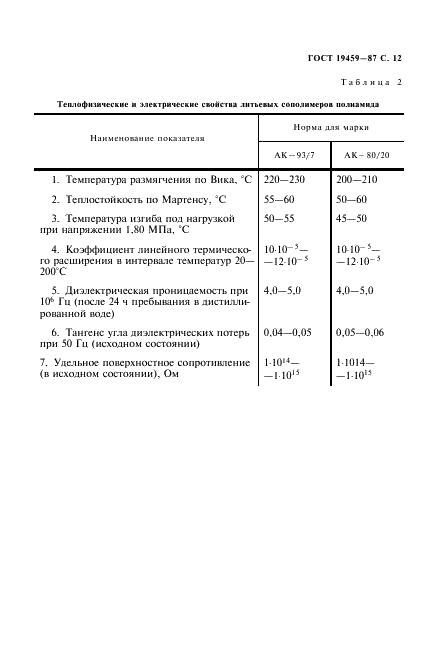 ГОСТ 19459—87 С. 12
Таблица 2
Теплофизические и электрические свойства литьевых сополимеров полиамида
Наименование показателя
Норма для марки
АК—93/7
АК—80/20
1. Температура размягчения по Вика, °С 220—230 200—210
2. Теплостойкость по Мартенсу, °С 55—60 50—60
3. Температура изгиба под нагрузкой 50—55 45—50
при напряжении 1,80 МПа, °С
4. Коэффициент линейного термическо- 10·10⁻⁵— 10·10⁻⁵—
го расширения в интервале температур 20— —12·10⁻⁵ —12·10⁻⁵
200°С
5. Диэлектрическая проницаемость при 4,0—5,0 4,0—5,0
10⁶ Гц (после 24 ч пребывания в дистилли-
рованной воде)
6. Тангенс угла диэлектрических потерь 0,04—0,05 0,05—0,06
при 50 Гц (исходном состоянии)
7. Удельное поверхностное сопротивление 1·10¹⁴— 1·1014—
(в исходном состоянии), Ом —1·10¹⁵ —1·10¹⁵